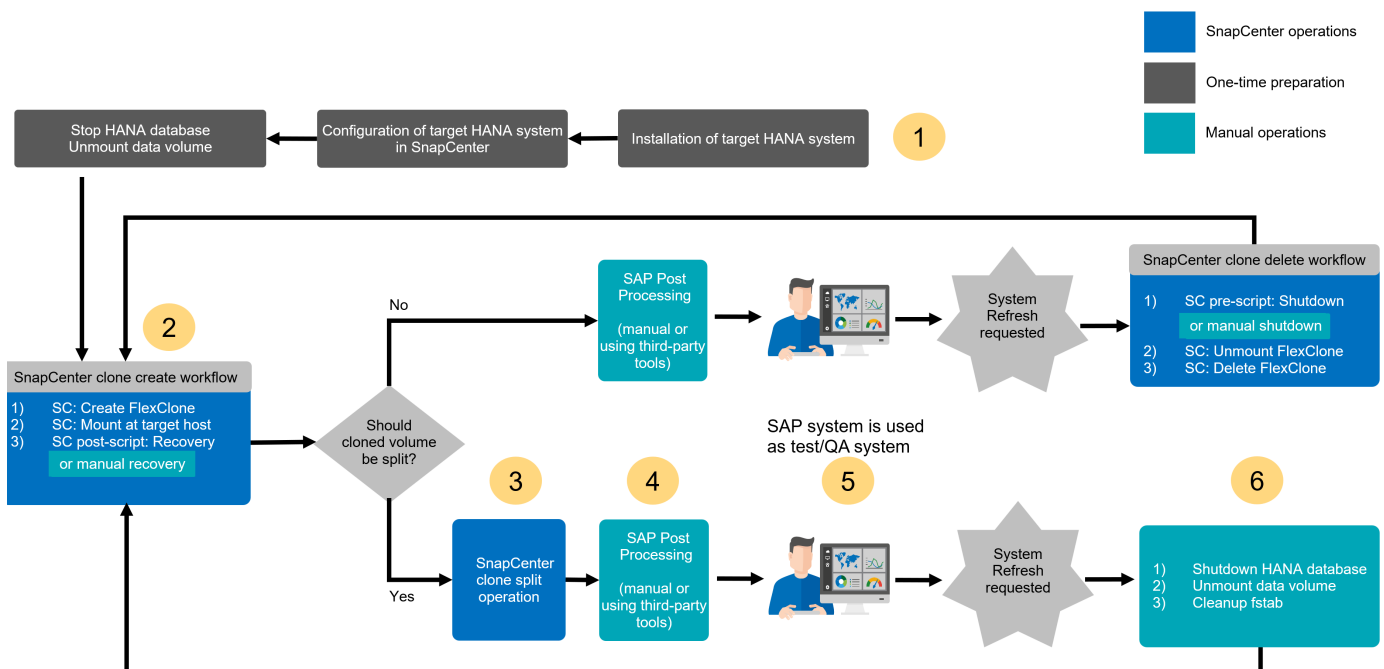 SnapCenter operations
One-time preparation
Manual operations
Stop HANA database
Unmount data volume
Configuration of target HANA system
in SnapCenter
Installation of target HANA system
1
2
SnapCenter clone create workflow
1) SC: Create FlexClone
2) SC: Mount at target host
3) SC post-script: Recovery
or manual recovery
Should
cloned volume
be split?
No
Yes
SAP Post
Processing
(manual or
using third-party
tools)
System
Refresh
requested
SnapCenter clone delete workflow
1) SC pre-script: Shutdown
or manual shutdown
2) SC: Unmount FlexClone
3) SC: Delete FlexClone
SAP system is used
as test/QA system
3
4
5
6
SnapCenter
clone split
operation
SAP Post
Processing
(manual or
using third-party
tools)
System
Refresh
requested
1) Shutdown HANA database
2) Unmount data volume
3) Cleanup fstab